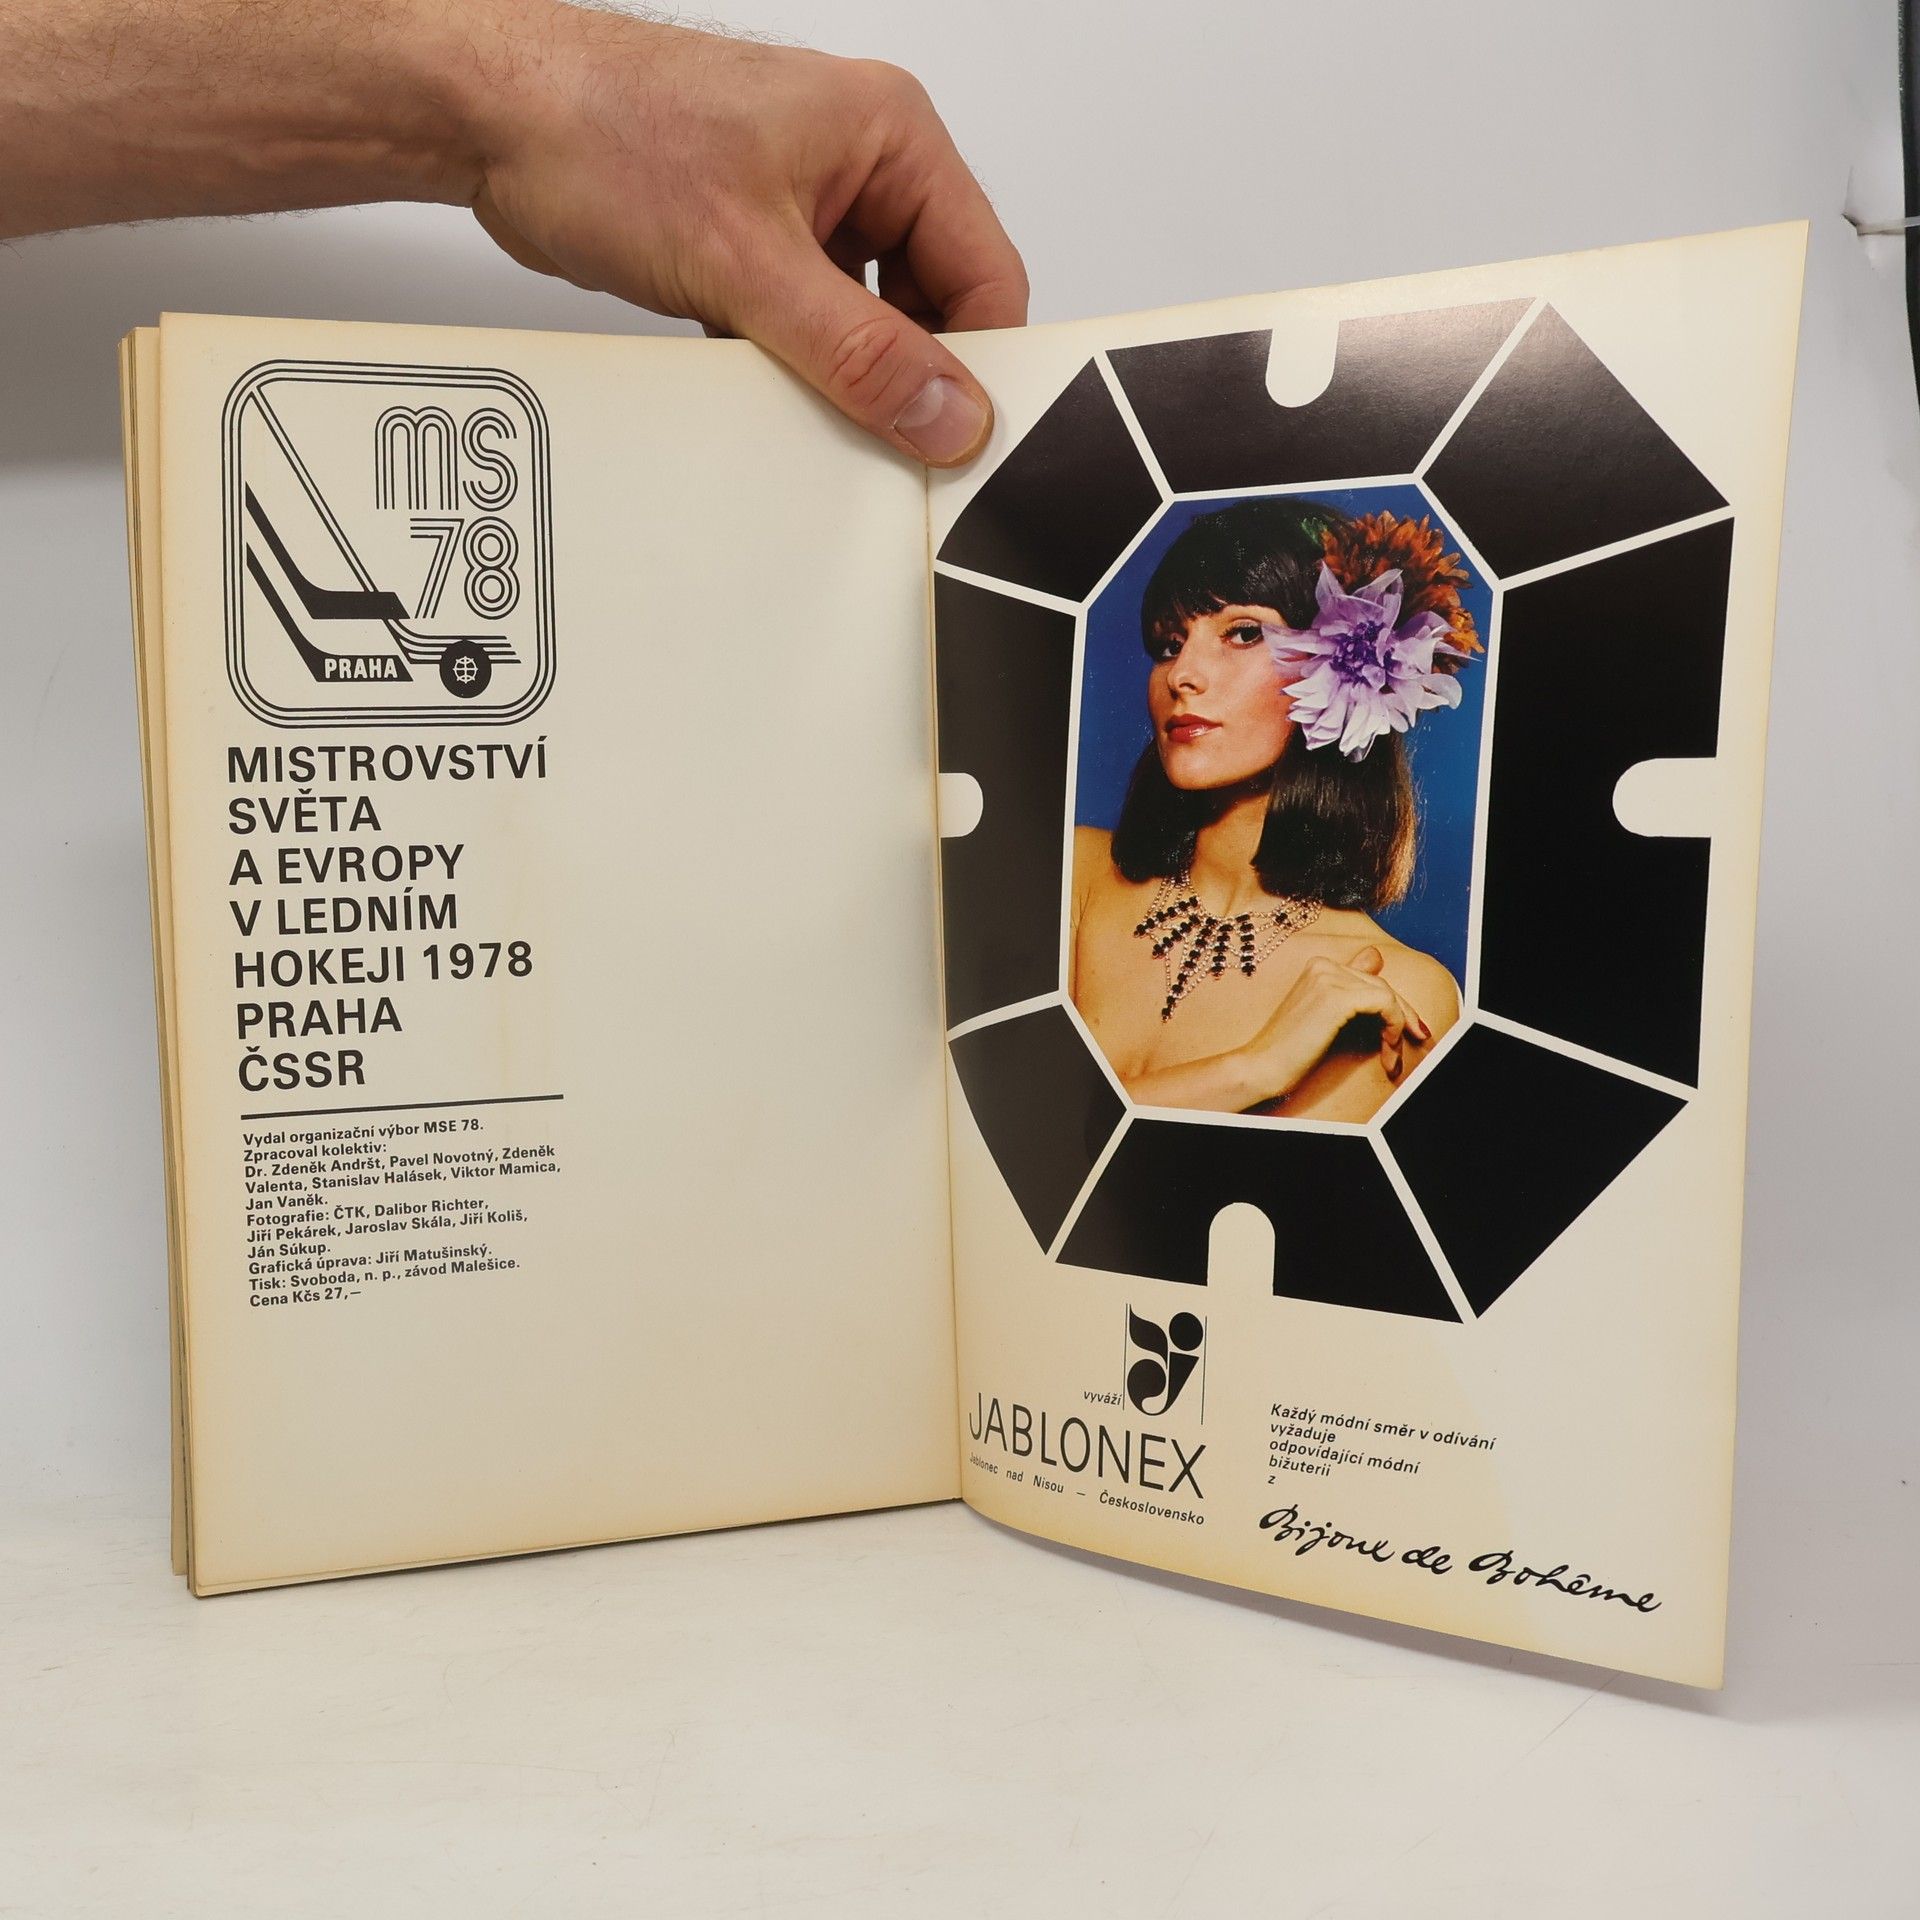 MS
78
PRAHA
MISTROVSTVÍ
SVĚTA
A EVROPY
V LEDNÍM
HOKEJI 1978
PRAHA
ČSSR
Vydal organizační výbor MSE 78.
Zpracoval kolektiv:
Dr. Zdeněk Andršt, Pavel Novotný, Zdeněk
Valenta, Stanislav Halásek, Viktor Mamica,
Jan Vaněk.
Fotografie: ČTK, Dalibor Richter,
Jiří Pekárek, Jaroslav Skála, Jiří Koliš,
Ján Súkup.
Grafická úprava: Jiří Matušinský.
Tisk: Svoboda, n. p., závod Malešice.
Cena Kčs 27,—
vyváží
JABLONEX
Jablonec nad Nisou — Československo
Každý módní směr v odívání
vyžaduje
odpovídající módní
bižuterii
z
Bijoux de Bohême